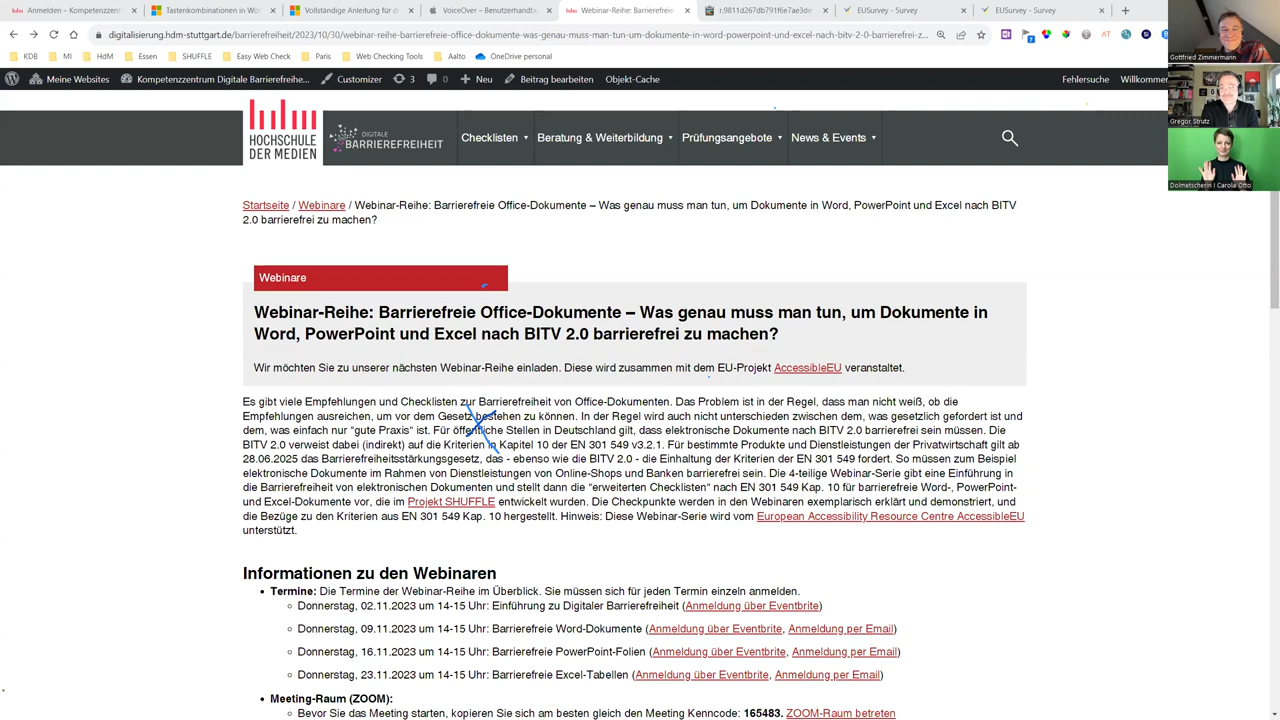 Anmelden – Kompetenzzent
Tastenkombinationen in Wo
Vollständige Anleitung für d
VoiceOver – Benutzerhandbu
Webinar-Reihe: Barrierefreie
r.9811d267db791f6e7ae3de
EUSurvey - Survey
EUSurvey - Survey
digitalisierung.hdm-stuttgart.de/barrierefreiheit/2023/10/30/webinar-reihe-barrierefreie-office-dokumente-was-genau-muss-man-tun-um-dokumente-in-word-powerpoint-und-excel-nach-bitv-2-0-barrierefrei-z...
KDB MI HdM Essen SHUFFLE Easy Web Check Paris Web Checking Tools Aalto OneDrive personal
Meine Websites Kompetenzzentrum Digitale Barrierefreihe... Customizer 3 0 Neu Beitrag bearbeiten Objekt-Cache Fehlersuche Willkomme
HOCHSCHULE
DER MEDIEN
DIGITALE
BARRIEREFREIHEIT
Checklisten Beratung & Weiterbildung Prüfungsangebote News & Events
Gottfried Zimmermann
Gregor Strutz
Dolmetscherin I Carola Otto
Startseite / Webinare / Webinar-Reihe: Barrierefreie Office-Dokumente – Was genau muss man tun, um Dokumente in Word, PowerPoint und Excel nach BITV
2.0 barrierefrei zu machen?
Webinare
Webinar-Reihe: Barrierefreie Office-Dokumente – Was genau muss man tun, um Dokumente in
Word, PowerPoint und Excel nach BITV 2.0 barrierefrei zu machen?
Wir möchten Sie zu unserer nächsten Webinar-Reihe einladen. Diese wird zusammen mit dem EU-Projekt AccessibleEU veranstaltet.
Es gibt viele Empfehlungen und Checklisten zur Barrierefreiheit von Office-Dokumenten. Das Problem ist in der Regel, dass man nicht weiß, ob die
Empfehlungen ausreichen, um vor dem Gesetz bestehen zu können. In der Regel wird auch nicht unterschieden zwischen dem, was gesetzlich gefordert ist und
dem, was einfach nur “gute Praxis“ ist. Für öffentliche Stellen in Deutschland gilt, dass elektronische Dokumente nach BITV 2.0 barrierefrei sein müssen. Die
BITV 2.0 verweist dabei (indirekt) auf die Kriterien in Kapitel 10 der EN 301 549 v3.2.1. Für bestimmte Produkte und Dienstleistungen der Privatwirtschaft gilt ab
28.06.2025 das Barrierefreiheitsstärkungsgesetz, das - ebenso wie die BITV 2.0 - die Einhaltung der Kriterien der EN 301 549 fordert. So müssen zum Beispiel
elektronische Dokumente im Rahmen von Dienstleistungen von Online-Shops und Banken barrierefrei sein. Die 4-teilige Webinar-Serie gibt eine Einführung in
die Barrierefreiheit von elektronischen Dokumenten und stellt dann die “erweiterten Checklisten“ nach EN 301 549 Kap. 10 für barrierefreie Word-, PowerPoint-
und Excel-Dokumente vor, die im Projekt SHUFFLE entwickelt wurden. Die Checkpunkte werden in den Webinaren exemplarisch erklärt und demonstriert, und
die Bezüge zu den Kriterien aus EN 301 549 Kap. 10 hergestellt. Hinweis: Diese Webinar-Serie wird vom European Accessibility Resource Centre AccessibleEU
unterstützt.
Informationen zu den Webinaren
Termine: Die Termine der Webinar-Reihe im Überblick. Sie müssen sich für jeden Termin einzeln anmelden.
Donnerstag, 02.11.2023 um 14-15 Uhr: Einführung zu Digitaler Barrierefreiheit (Anmeldung über Eventbrite)
Donnerstag, 09.11.2023 um 14-15 Uhr: Barrierefreie Word-Dokumente (Anmeldung über Eventbrite, Anmeldung per Email)
Donnerstag, 16.11.2023 um 14-15 Uhr: Barrierefreie PowerPoint-Folien (Anmeldung über Eventbrite, Anmeldung per Email)
Donnerstag, 23.11.2023 um 14-15 Uhr: Barrierefreie Excel-Tabellen (Anmeldung über Eventbrite, Anmeldung per Email)
Meeting-Raum (ZOOM):
Bevor Sie das Meeting starten, kopieren Sie sich am besten gleich den Meeting Kenncode: 165483. ZOOM-Raum betreten